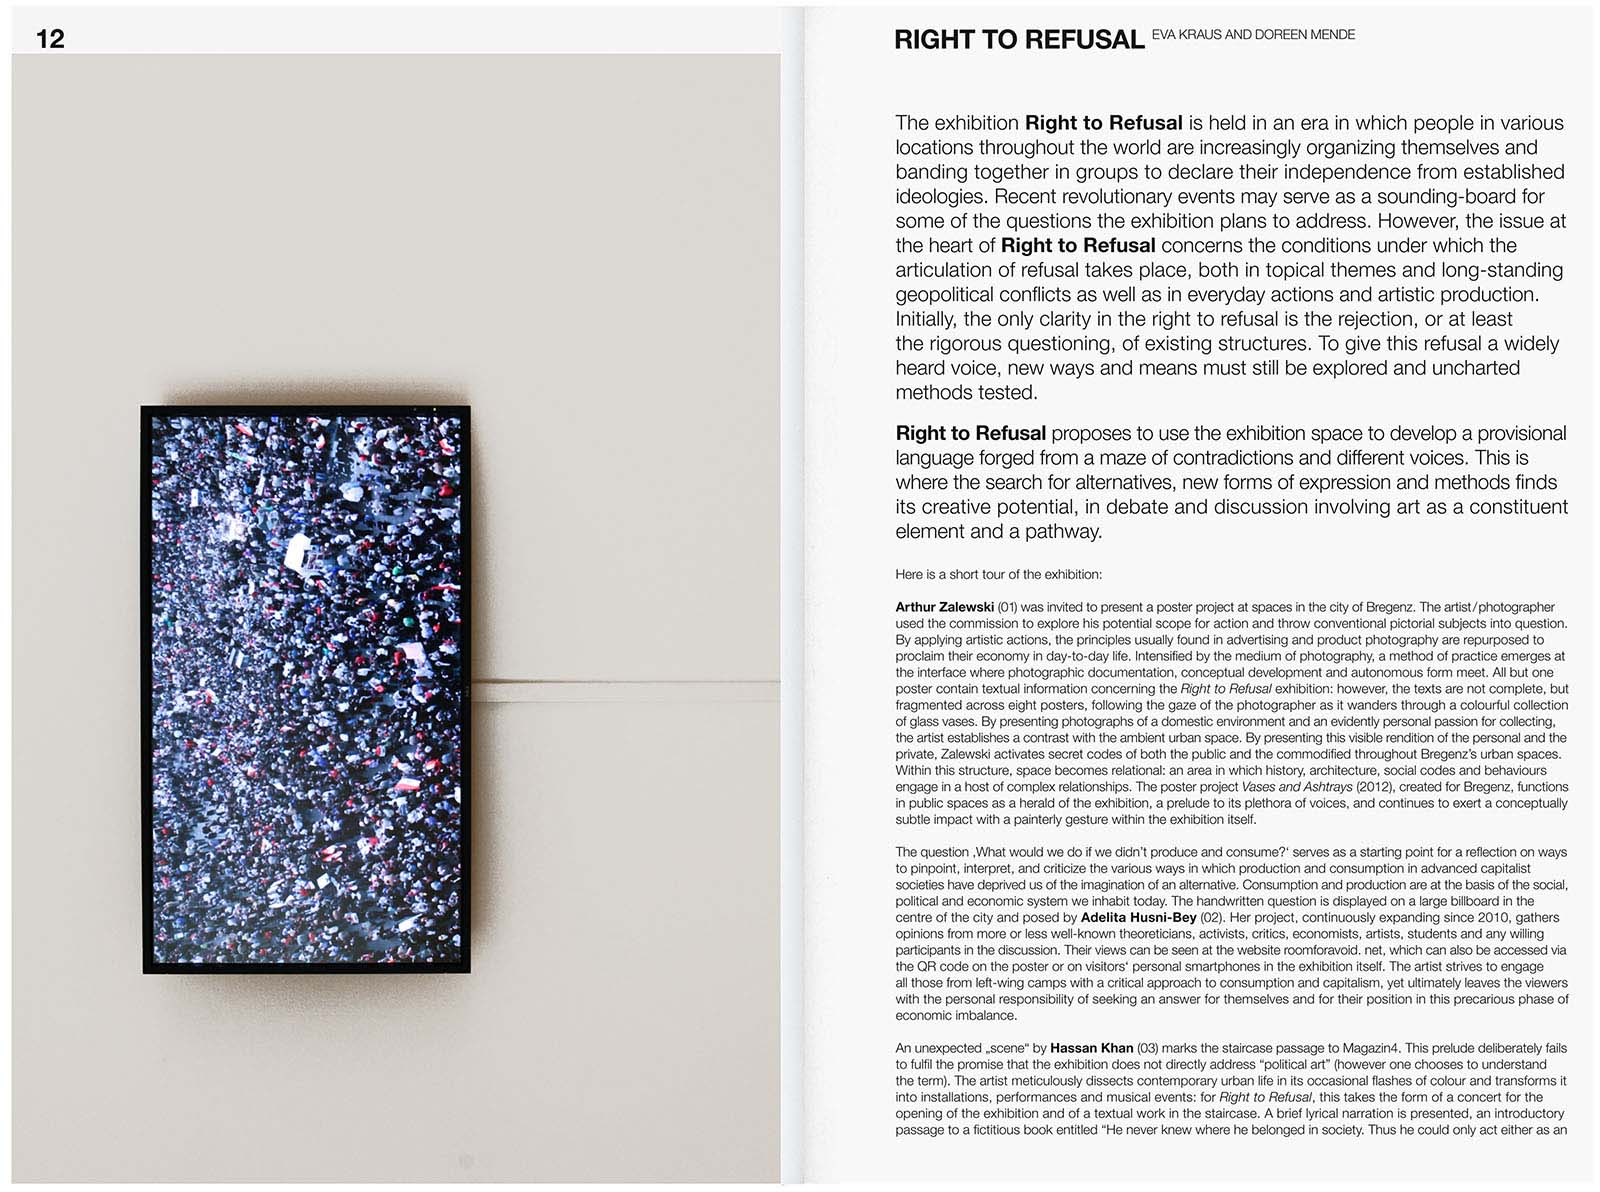 12
RIGHT TO REFUSAL EVA KRAUS AND DOREEN MENDE
The exhibition Right to Refusal is held in an era in which people in various
locations throughout the world are increasingly organizing themselves and
banding together in groups to declare their independence from established
ideologies. Recent revolutionary events may serve as a sounding-board for
some of the questions the exhibition plans to address. However, the issue at
the heart of Right to Refusal concerns the conditions under which the
articulation of refusal takes place, both in topical themes and long-standing
geopolitical conflicts as well as in everyday actions and artistic production.
Initially, the only clarity in the right to refusal is the rejection, or at least
the rigorous questioning, of existing structures. To give this refusal a widely
heard voice, new ways and means must still be explored and uncharted
methods tested.
Right to Refusal proposes to use the exhibition space to develop a provisional
language forged from a maze of contradictions and different voices. This is
where the search for alternatives, new forms of expression and methods finds
its creative potential, in debate and discussion involving art as a constituent
element and a pathway.
Here is a short tour of the exhibition:
Arthur Zalewski (01) was invited to present a poster project at spaces in the city of Bregenz. The artist/photographer
used the commission to explore his potential scope for action and throw conventional pictorial subjects into question.
By applying artistic actions, the principles usually found in advertising and product photography are repurposed to
proclaim their economy in day-to-day life. Intensified by the medium of photography, a method of practice emerges at
the interface where photographic documentation, conceptual development and autonomous form meet. All but one
poster contain textual information concerning the Right to Refusal exhibition: however, the texts are not complete, but
fragmented across eight posters, following the gaze of the photographer as it wanders through a colourful collection
of glass vases. By presenting photographs of a domestic environment and an evidently personal passion for collecting,
the artist establishes a contrast with the ambient urban space. By presenting this visible rendition of the personal and the
private, Zalewski activates secret codes of both the public and the commodified throughout Bregenz's urban spaces.
Within this structure, space becomes relational: an area in which history, architecture, social codes and behaviours
engage in a host of complex relationships. The poster project Vases and Ashtrays (2012), created for Bregenz, functions
in public spaces as a herald of the exhibition, a prelude to its plethora of voices, and continues to exert a conceptually
subtle impact with a painterly gesture within the exhibition itself.
The question ‚What would we do if we didn't produce and consume?‘ serves as a starting point for a reflection on ways
to pinpoint, interpret, and criticize the various ways in which production and consumption in advanced capitalist
societies have deprived us of the imagination of an alternative. Consumption and production are at the basis of the social,
political and economic system we inhabit today. The handwritten question is displayed on a large billboard in the
centre of the city and posed by Adelita Husni-Bey (02). Her project, continuously expanding since 2010, gathers
opinions from more or less well-known theoreticians, activists, critics, economists, artists, students and any willing
participants in the discussion. Their views can be seen at the website roomforavoid. net, which can also be accessed via
the QR code on the poster or on visitors‘ personal smartphones in the exhibition itself. The artist strives to engage
all those from left-wing camps with a critical approach to consumption and capitalism, yet ultimately leaves the viewers
with the personal responsibility of seeking an answer for themselves and for their position in this precarious phase of
economic imbalance.
An unexpected „scene“ by Hassan Khan (03) marks the staircase passage to Magazin4. This prelude deliberately fails
to fulfil the promise that the exhibition does not directly address “political art” (however one chooses to understand
the term). The artist meticulously dissects contemporary urban life in its occasional flashes of colour and transforms it
into installations, performances and musical events: for Right to Refusal, this takes the form of a concert for the
opening of the exhibition and of a textual work in the staircase. A brief lyrical narration is presented, an introductory
passage to a fictitious book entitled “He never knew where he belonged in society. Thus he could only act either as an